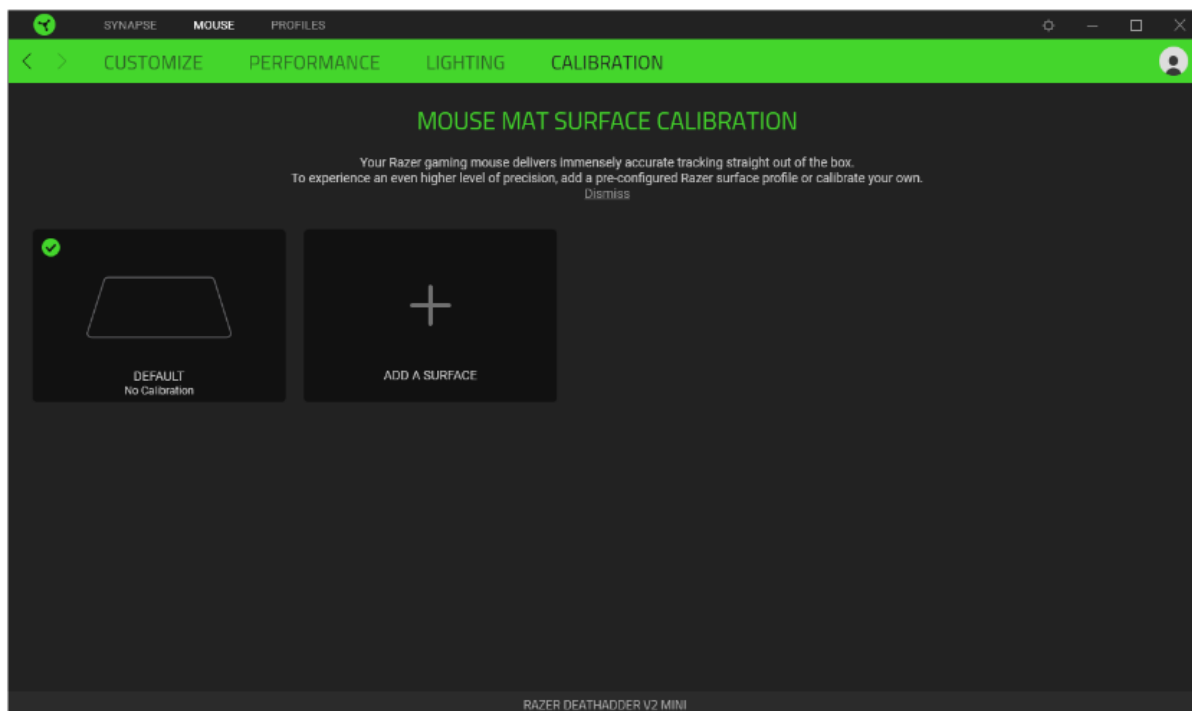 SYNAPSE MOUSE PROFILES
CUSTOMIZE PERFORMANCE LIGHTING CALIBRATION
MOUSE MAT SURFACE CALIBRATION
Your Razer gaming mouse delivers immensely accurate tracking straight out of the box.
To experience an even higher level of precision, add a pre-configured Razer surface profile or calibrate your own.
Dismiss
DEFAULT
No Calibration
ADD A SURFACE
RAZER DEATHADDER V2 MINI